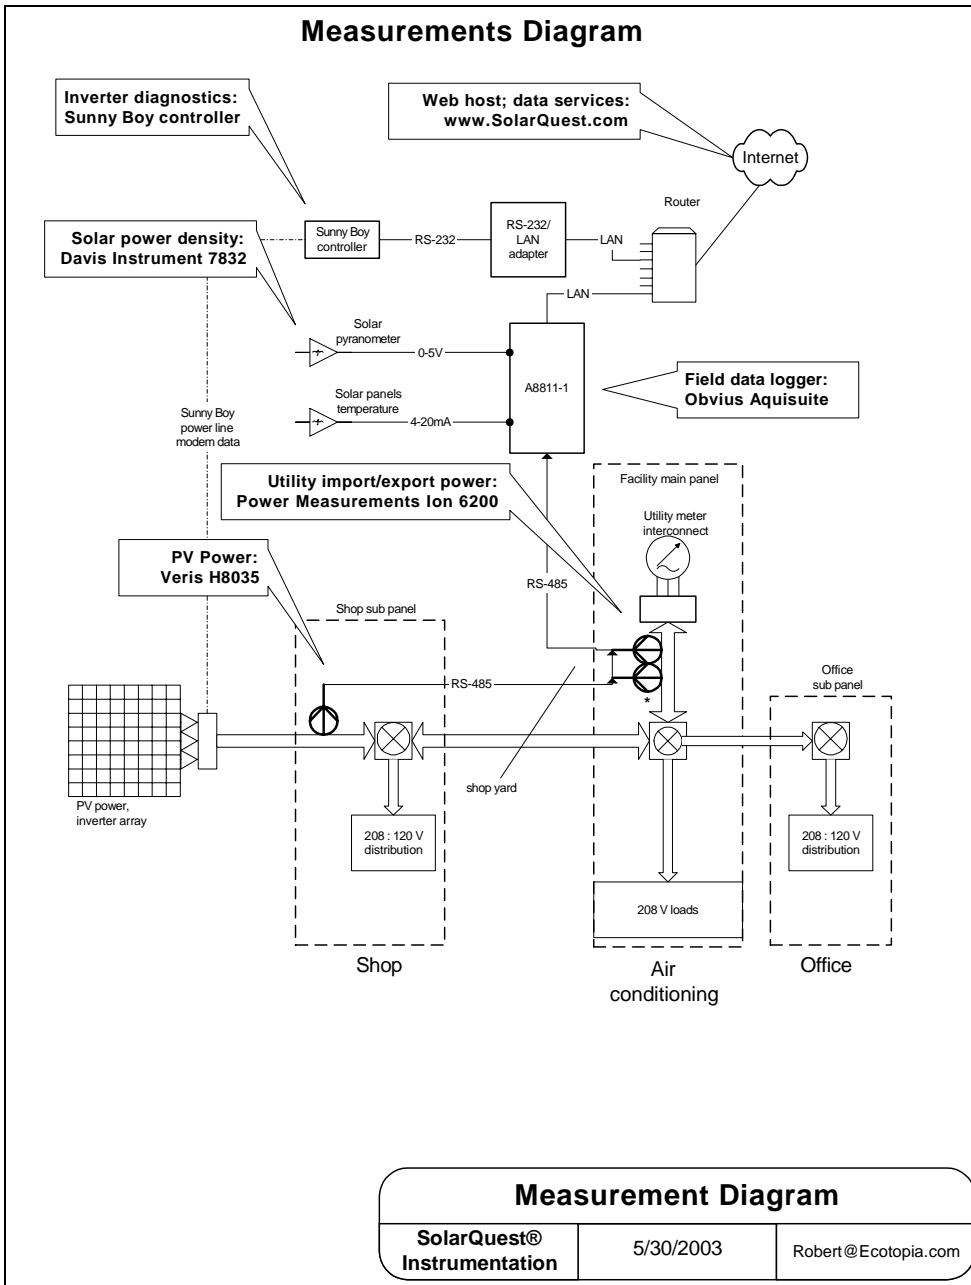 Measurements Diagram
Inverter diagnostics:
Sunny Boy controller
Web host; data services:
www.SolarQuest.com
Internet
Router
Solar power density:
Davis Instrument 7832
Sunny Boy
controller
RS-232
RS-232/
LAN
adapter
LAN
LAN
Solar
pyranometer
0-5V
A8811-1
Field data logger:
Obvius Aquisuite
Solar panels
temperature
4-20mA
Sunny Boy
power line
modem data
Utility import/export power:
Power Measurements Ion 6200
Facility main panel
Utility meter
interconnect
PV Power:
Veris H8035
RS-485
Shop sub panel
RS-485
*
Office
sub panel
shop yard
PV power,
inverter array
208 : 120 V
distribution
208 : 120 V
distribution
208 V loads
Shop
Air
conditioning
Office
Measurement Diagram
SolarQuest®
Instrumentation
5/30/2003
Robert@Ecotopia.com